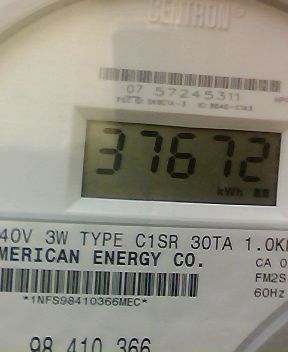 CENTRON®
07 57245311
37672
kWh
40V 3W TYPE C1SR 30TA 1.0K
MERICAN ENERGY CO.
CA 0
FM2S
60Hz
*1NFS98410366MEC*
98 410 366